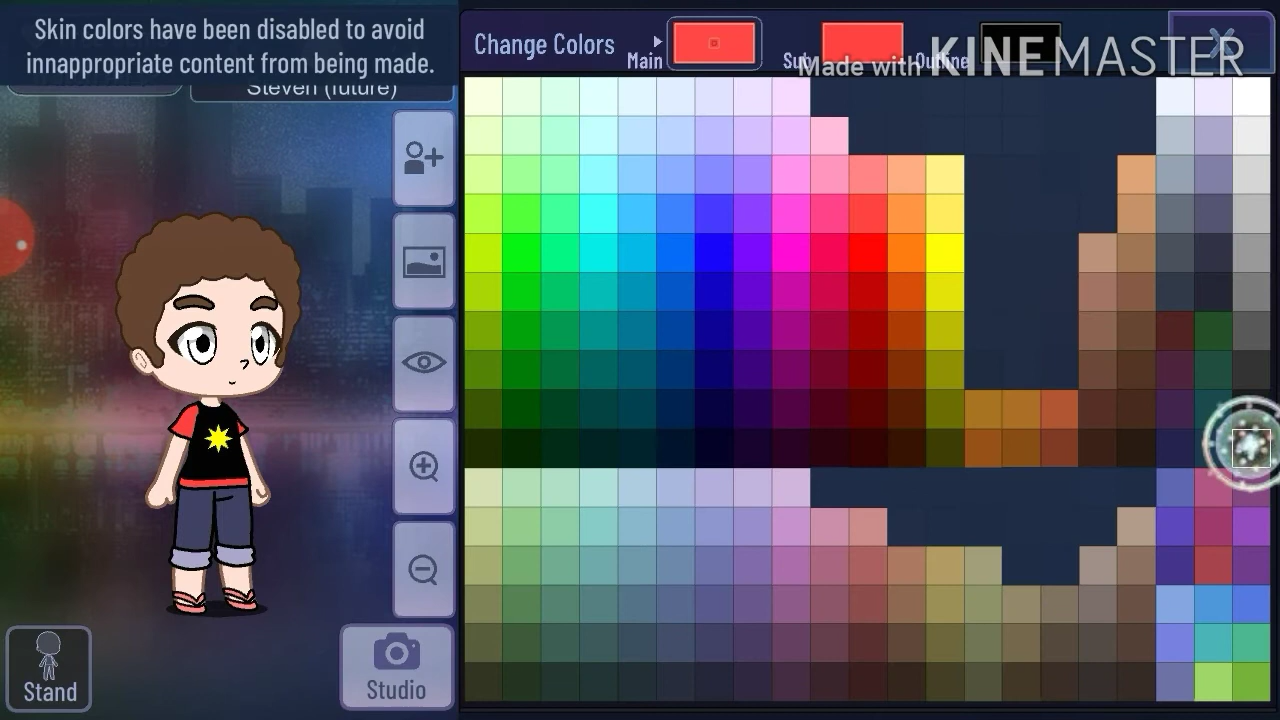 Skin colors have been disabled to avoid
innappropriate content from being made.
Steven (future)
Change Colors
Main
Sub
Outline
Made with KINEMASTER
Stand
Studio